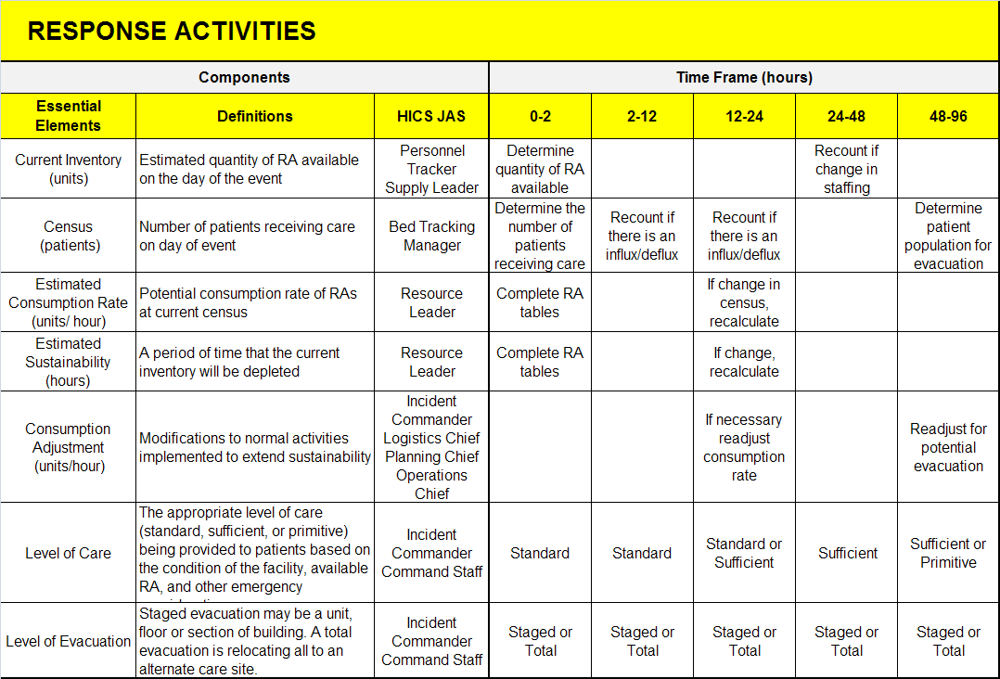 RESPONSE ACTIVITIES
Components
Time Frame (hours)
Essential
Elements
Definitions
HICS JAS
0-2
2-12
12-24
24-48
48-96
Current Inventory
(units)
Estimated quantity of RA available
on the day of the event
Personnel
Tracker
Supply Leader
Determine
quantity of RA
available
Recount if
change in
staffing
Census
(patients)
Number of patients receiving care
on day of event
Bed Tracking
Manager
Determine the
number of
patients
receiving care
Recount if
there is an
influx/deflux
Recount if
there is an
influx/deflux
Determine
patient
population for
evacuation
Estimated
Consumption Rate
(units/ hour)
Potential consumption rate of RAs
at current census
Resource
Leader
Complete RA
tables
If change in
census,
recalculate
Estimated
Sustainability
(hours)
A period of time that the current
inventory will be depleted
Resource
Leader
Complete RA
tables
If change,
recalculate
Consumption
Adjustment
(units/hour)
Modifications to normal activities
implemented to extend sustainability
Incident
Commander
Logistics Chief
Planning Chief
Operations
Chief
If necessary
readjust
consumption
rate
Readjust for
potential
evacuation
Level of Care
The appropriate level of care
(standard, sufficient, or primitive)
being provided to patients based on
the condition of the facility, available
RA, and other emergency
Incident
Commander
Command Staff
Standard
Standard
Standard or
Sufficient
Sufficient
Sufficient or
Primitive
Level of Evacuation
Staged evacuation may be a unit,
floor or section of building. A total
evacuation is relocating all to an
alternate care site.
Incident
Commander
Command Staff
Staged or
Total
Staged or
Total
Staged or
Total
Staged or
Total
Staged or
Total